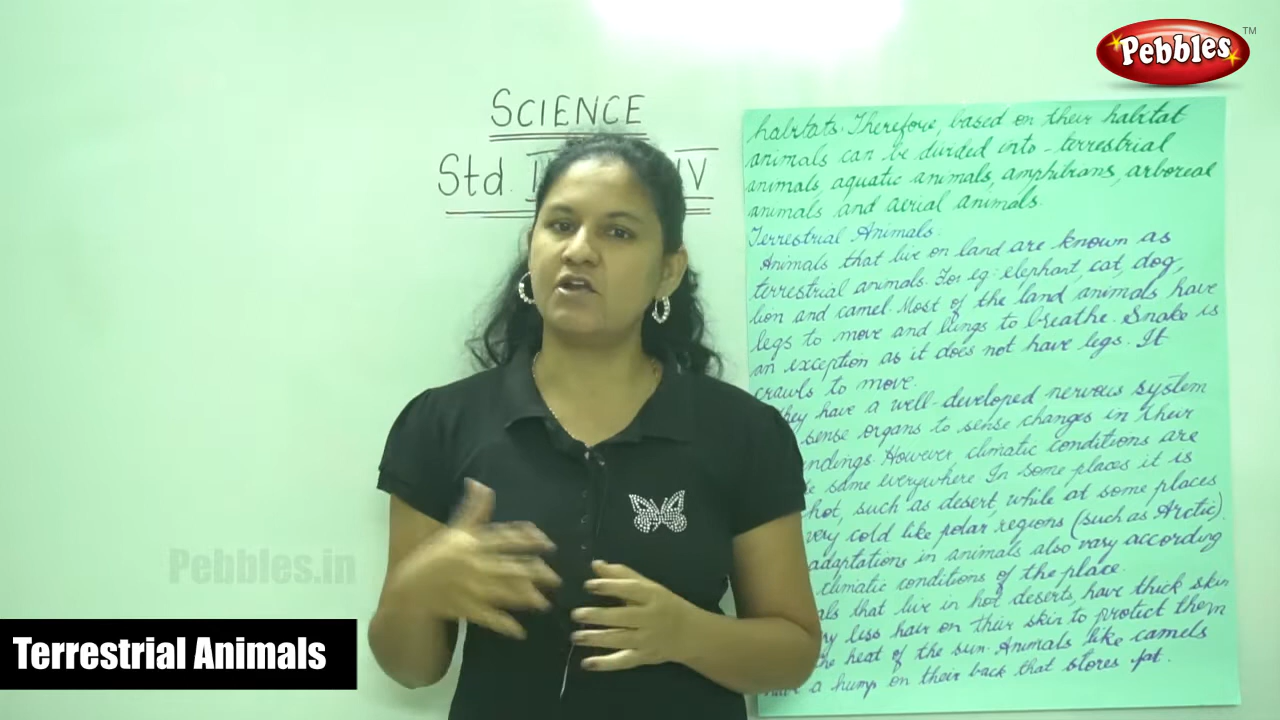 Pebbles TM
SCIENCE
Std. IV
habitats. Therefore, based on their habitat
animals can be divided into - terrestrial
animals, aquatic animals, amphibians, arboreal
animals and aerial animals.
Terrestrial Animals.
Animals that live on land are known as
terrestrial animals. For eg: elephant, cat, dog,
lion and camel. Most of the land animals have
legs to move and lungs to breathe. Snake is
an exception as it does not have legs. It
crawls to move.
they have a well-developed nervous system
sense organs to sense changes in their
ndings. However climatic conditions are
e same everywhere In some places it is
hot, such as desert, while at some places
very cold like polar regions (such as Arctic).
adaptations in animals also vary according
climatic conditions of the place.
als that live in hot deserts, have thick skin
ry less hair on their skin to protect them
the heat of the sun. Animals like camels
a hump on their back that stores fat.
Pebbles.in
Terrestrial Animals